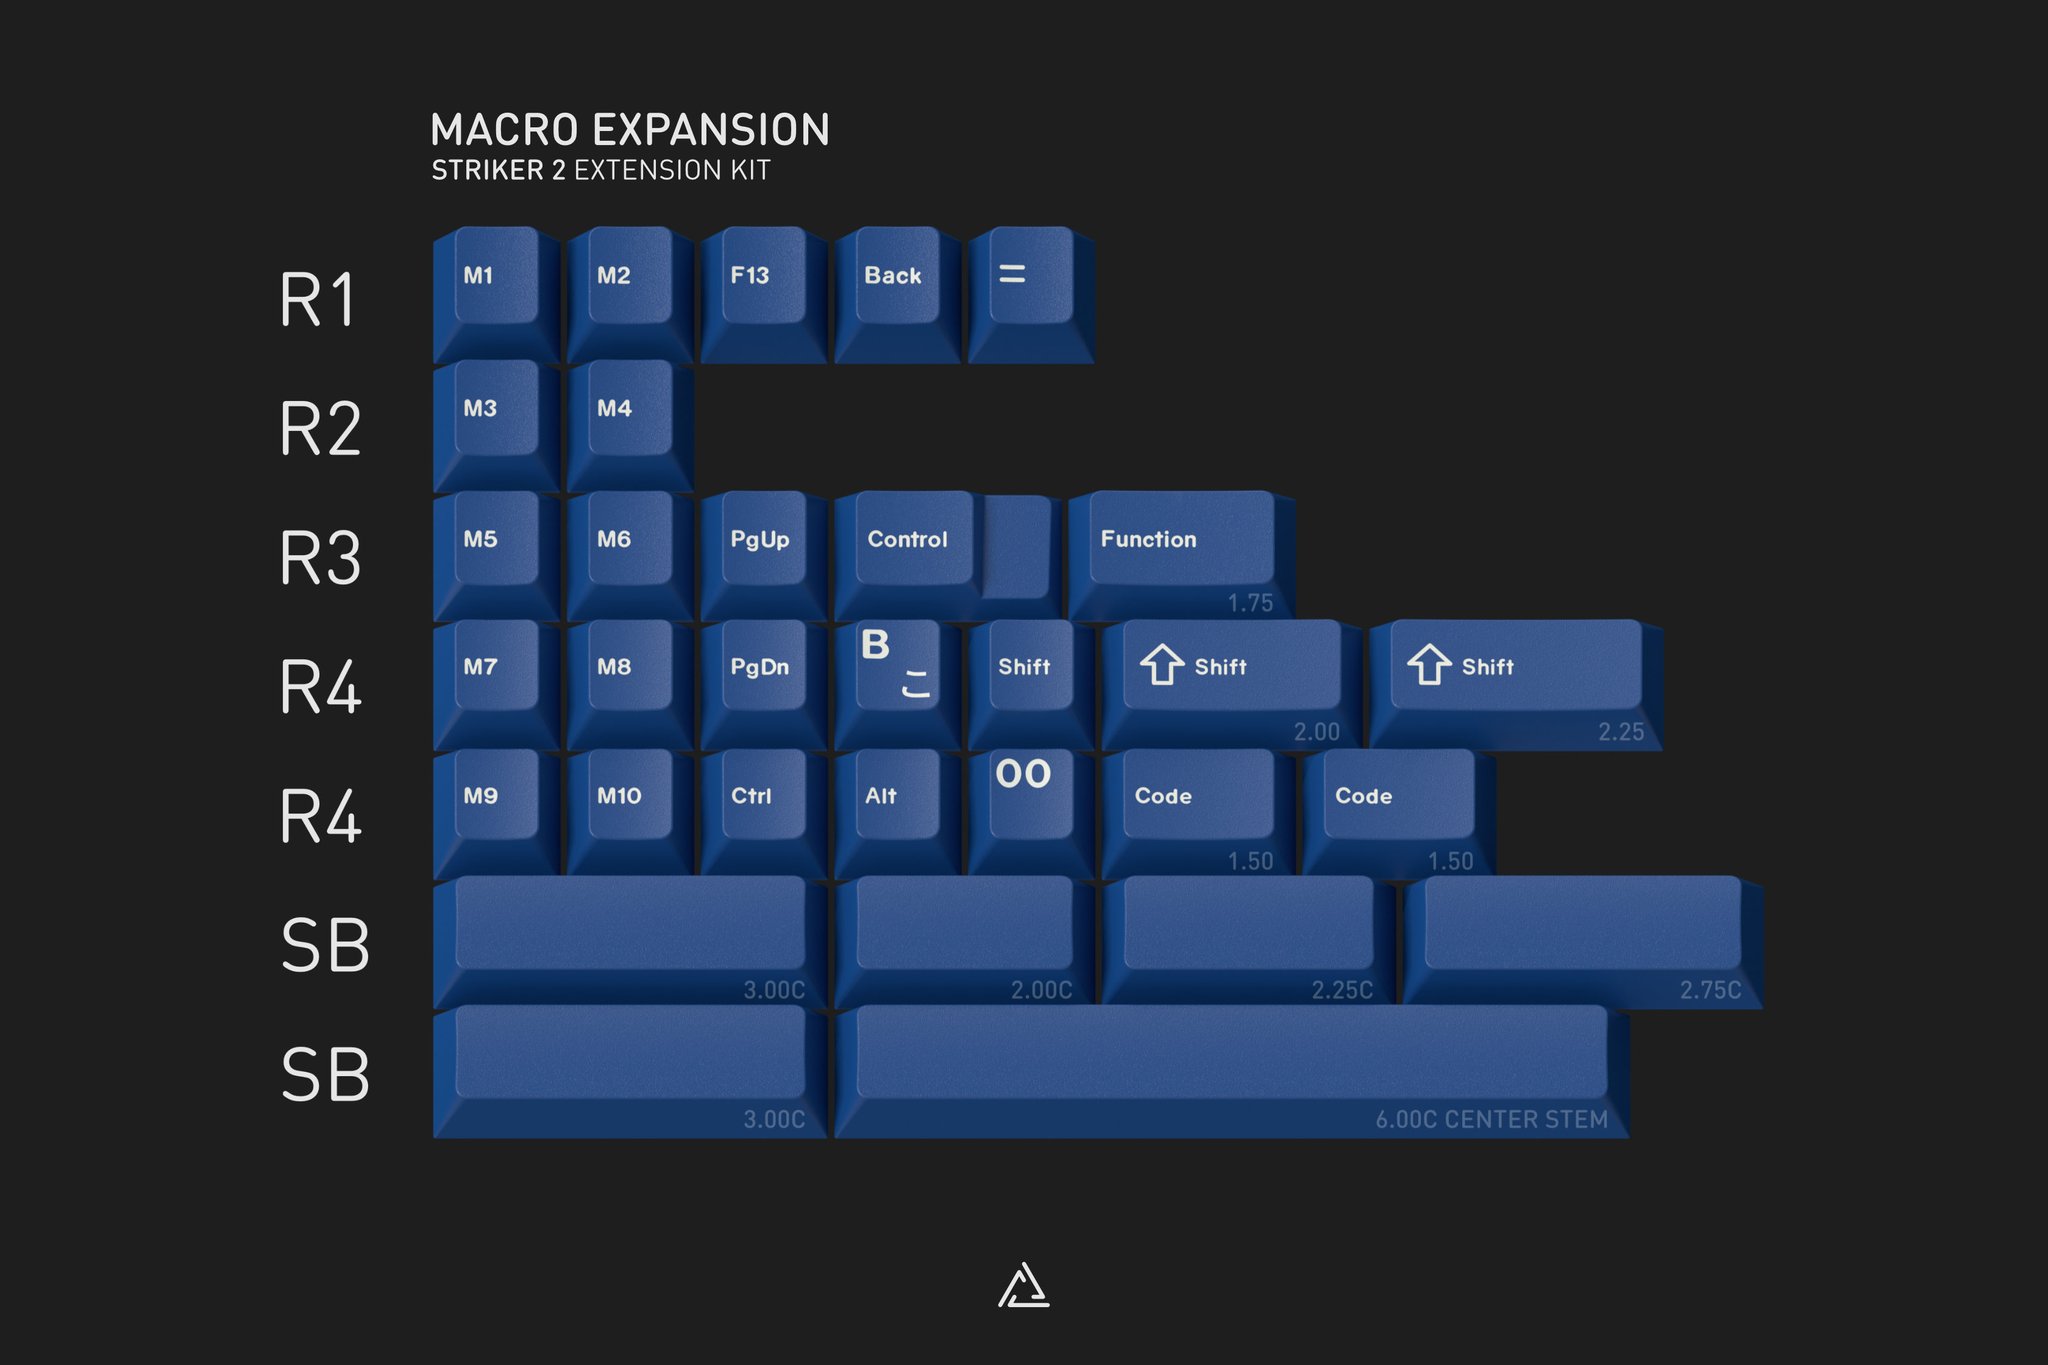 MACRO EXPANSION
STRIKER 2 EXTENSION KIT
R1 M1 M2 F13 Back =
R2 M3 M4
R3 M5 M6 PgUp Control Function
1.75
R4 M7 M8 PgDn B こ Shift Shift Shift
2.00 2.25
R4 M9 M10 Ctrl Alt 00 Code Code
1.50 1.50
SB
3.00C 2.00C 2.25C 2.75C
SB
3.00C 6.00C CENTER STEM